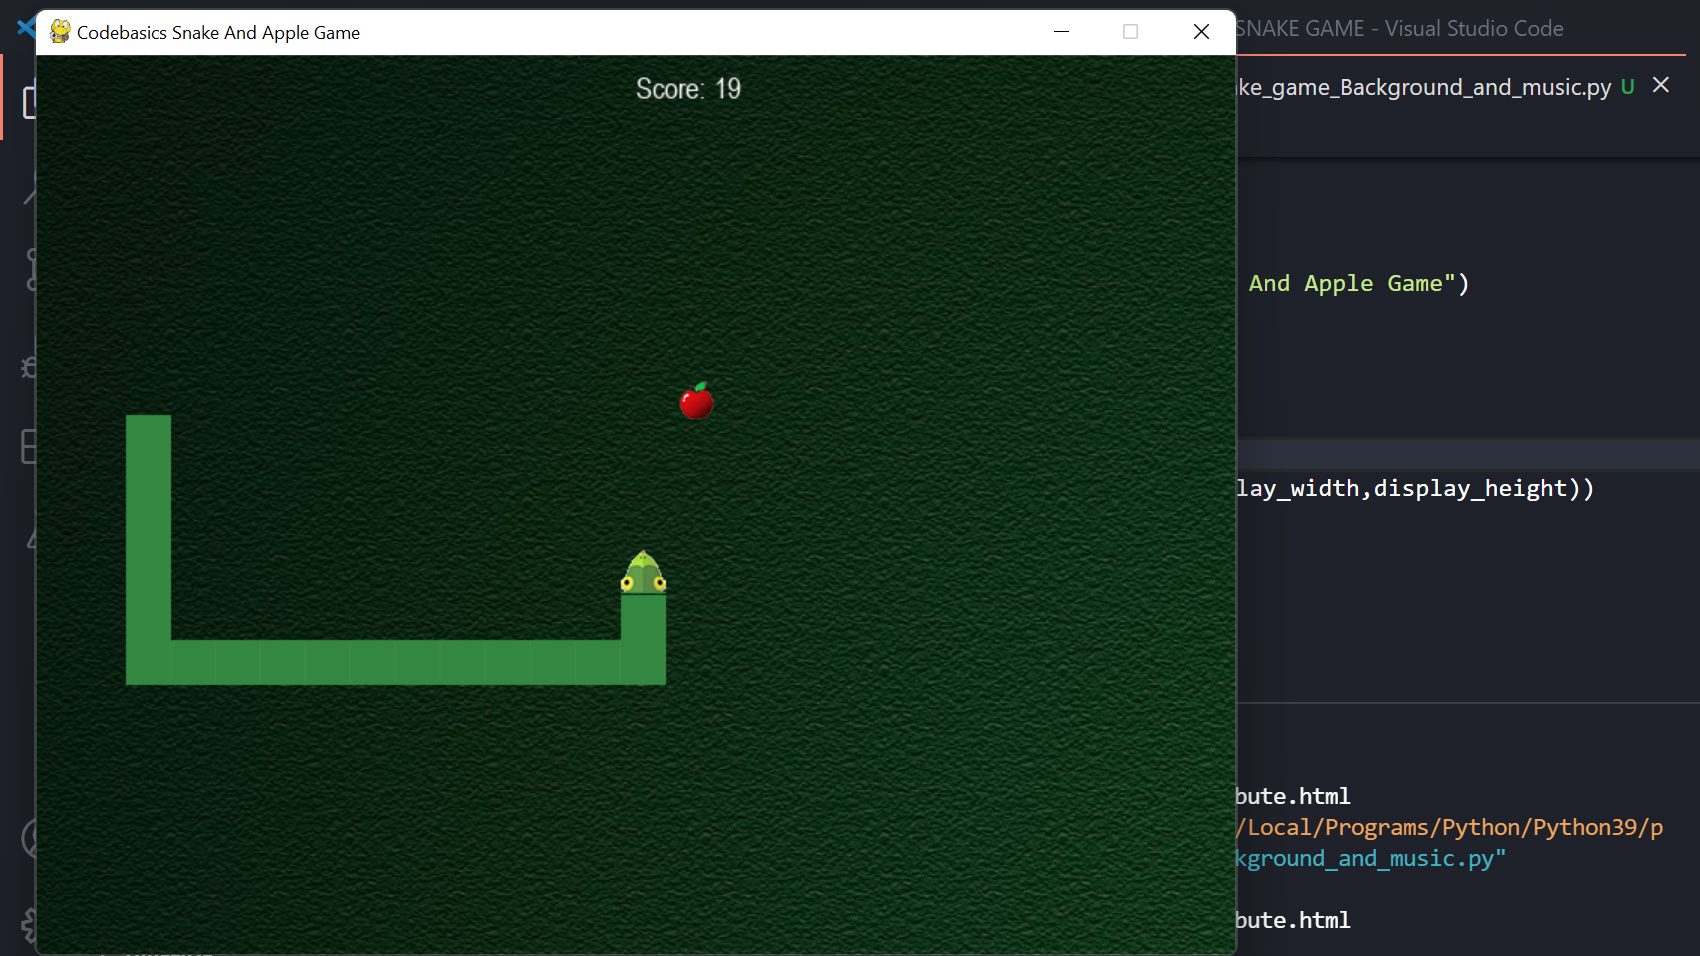 Codebasics Snake And Apple Game
SNAKE GAME - Visual Studio Code
ke_game_Background_and_music.py U
Score: 19
And Apple Game")
lay_width,display_height))
bute.html
/Local/Programs/Python/Python39/p
kground_and_music.py"
bute.html